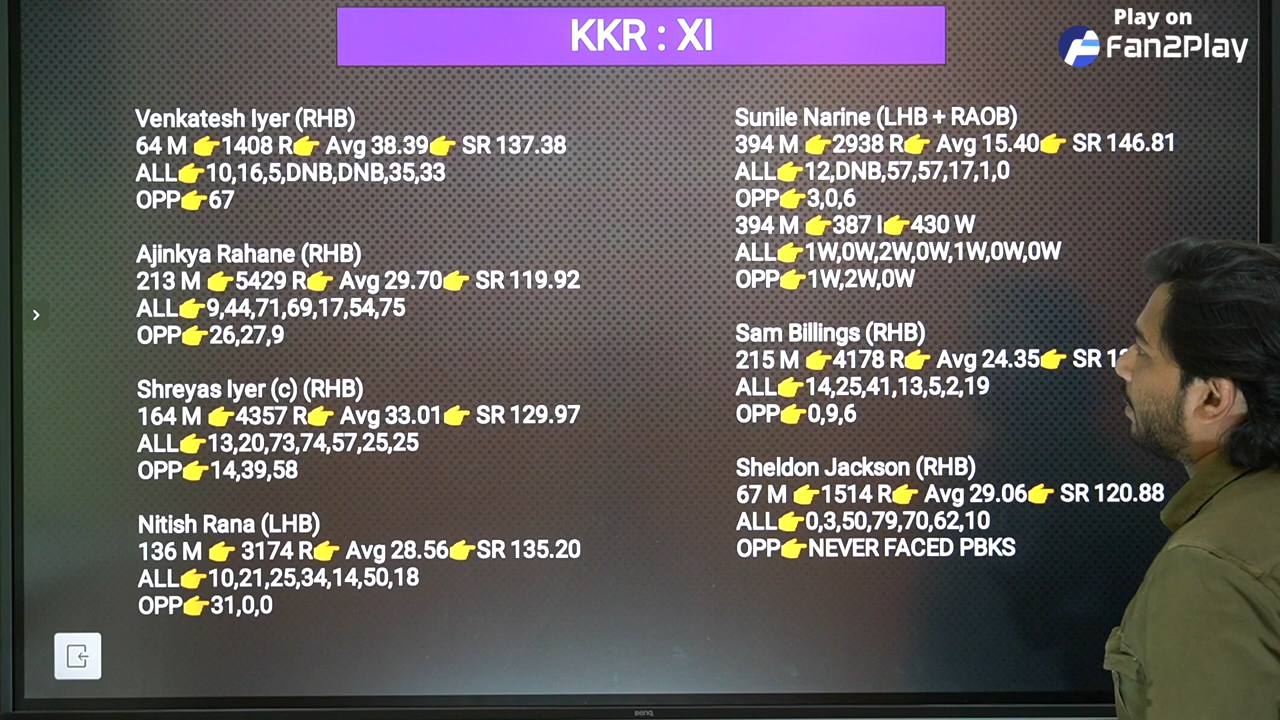 KKR : XI
Play on
Fan2Play
Venkatesh Iyer (RHB)
64 M 👉1408 R👉 Avg 38.39👉 SR 137.38
ALL👉10,16,5,DNB,DNB,35,33
OPP👉67
Ajinkya Rahane (RHB)
213 M 👉5429 R👉 Avg 29.70👉 SR 119.92
ALL👉9,44,71,69,17,54,75
OPP👉26,27,9
Shreyas Iyer (c) (RHB)
164 M 👉4357 R👉 Avg 33.01👉 SR 129.97
ALL👉13,20,73,74,57,25,25
OPP👉14,39,58
Nitish Rana (LHB)
136 M 👉 3174 R👉 Avg 28.56👉SR 135.20
ALL👉10,21,25,34,14,50,18
OPP👉31,0,0
Sunile Narine (LHB + RAOB)
394 M 👉2938 R👉 Avg 15.40👉 SR 146.81
ALL👉12,DNB,57,57,17,1,0
OPP👉3,0,6
394 M 👉387 I👉430 W
ALL👉1W,0W,2W,0W,1W,0W,0W
OPP👉1W,2W,0W
Sam Billings (RHB)
215 M 👉4178 R👉 Avg 24.35👉 SR
ALL👉14,25,41,13,5,2,19
OPP👉0,9,6
Sheldon Jackson (RHB)
67 M 👉1514 R👉 Avg 29.06👉 SR 120.88
ALL👉0,3,50,79,70,62,10
OPP👉NEVER FACED PBKS
BenQ